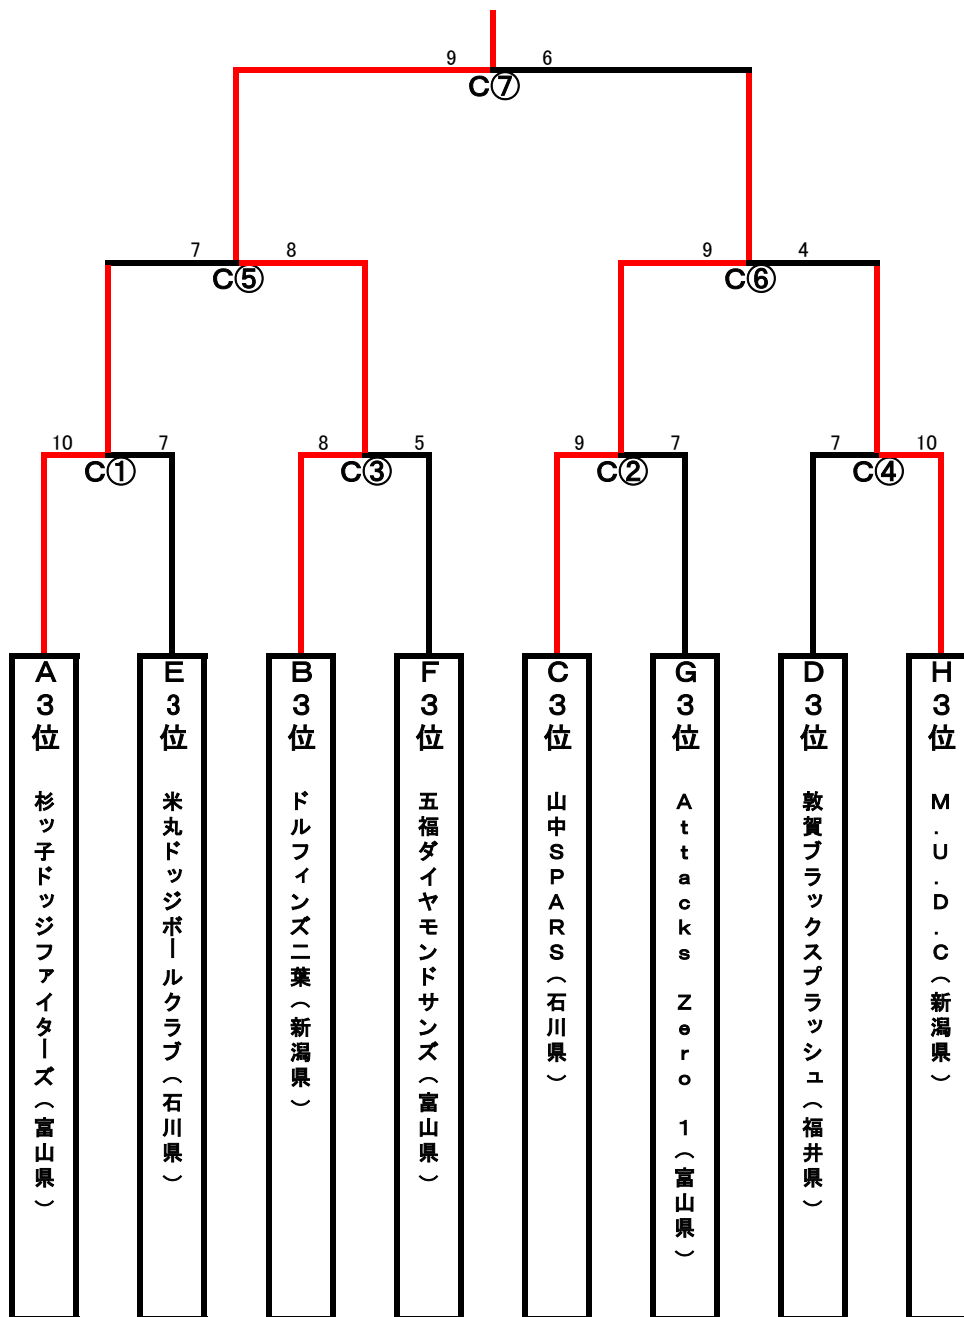 9 6
C⑦
7 8 9 4
C⑤ C⑥
10 7 8 5 9 7 7 10
C① C③ C② C④
A3位 杉ッ子ドッジファイターズ（富山県）
E3位 米丸ドッジボールクラブ（石川県）
B3位 ドルフィンズ二葉（新潟県）
F3位 五福ダイヤモンドサンズ（富山県）
C3位 山中SPARS（石川県）
G3位 Attacks Zero 1（富山県）
D3位 敦賀ブラックスプラッシュ（福井県）
H3位 M.U.D.C（新潟県）